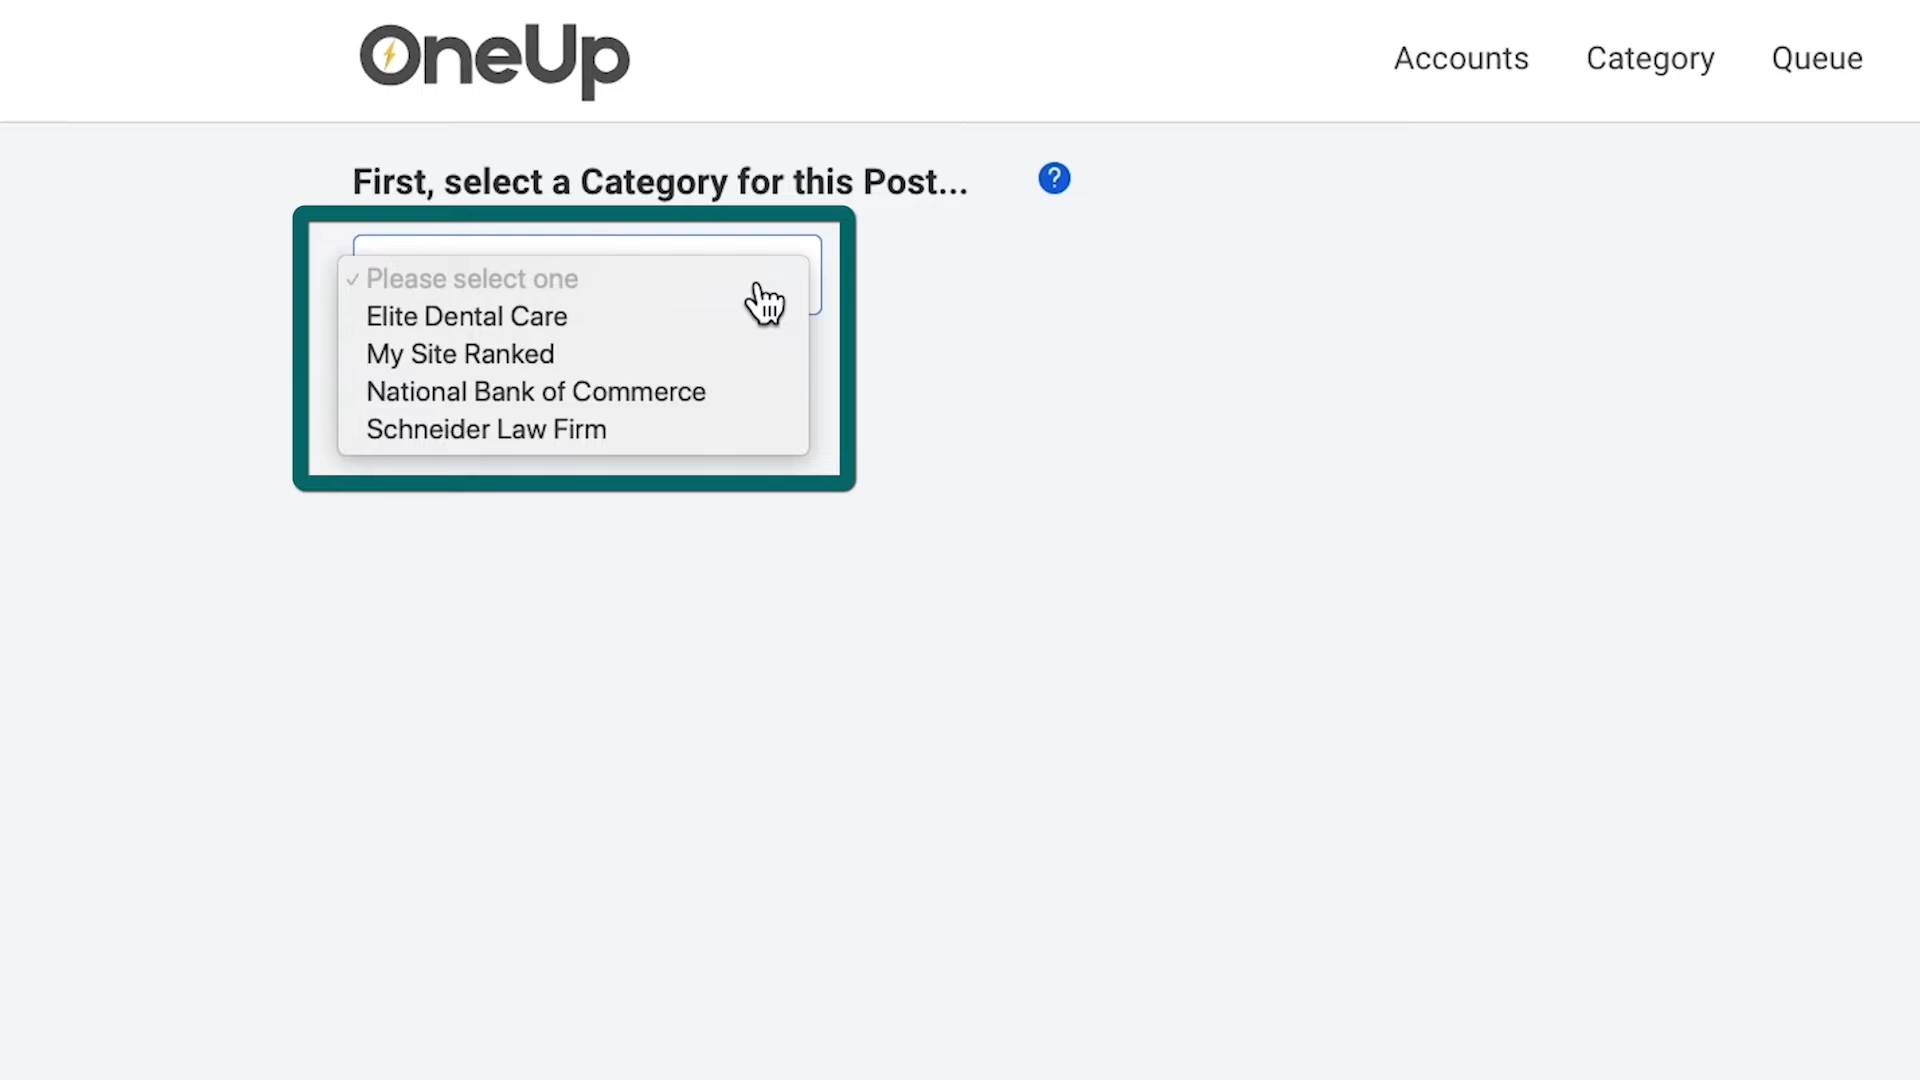 OneUp
Accounts Category Queue
First, select a Category for this Post...
?
✓ Please select one
Elite Dental Care
My Site Ranked
National Bank of Commerce
Schneider Law Firm